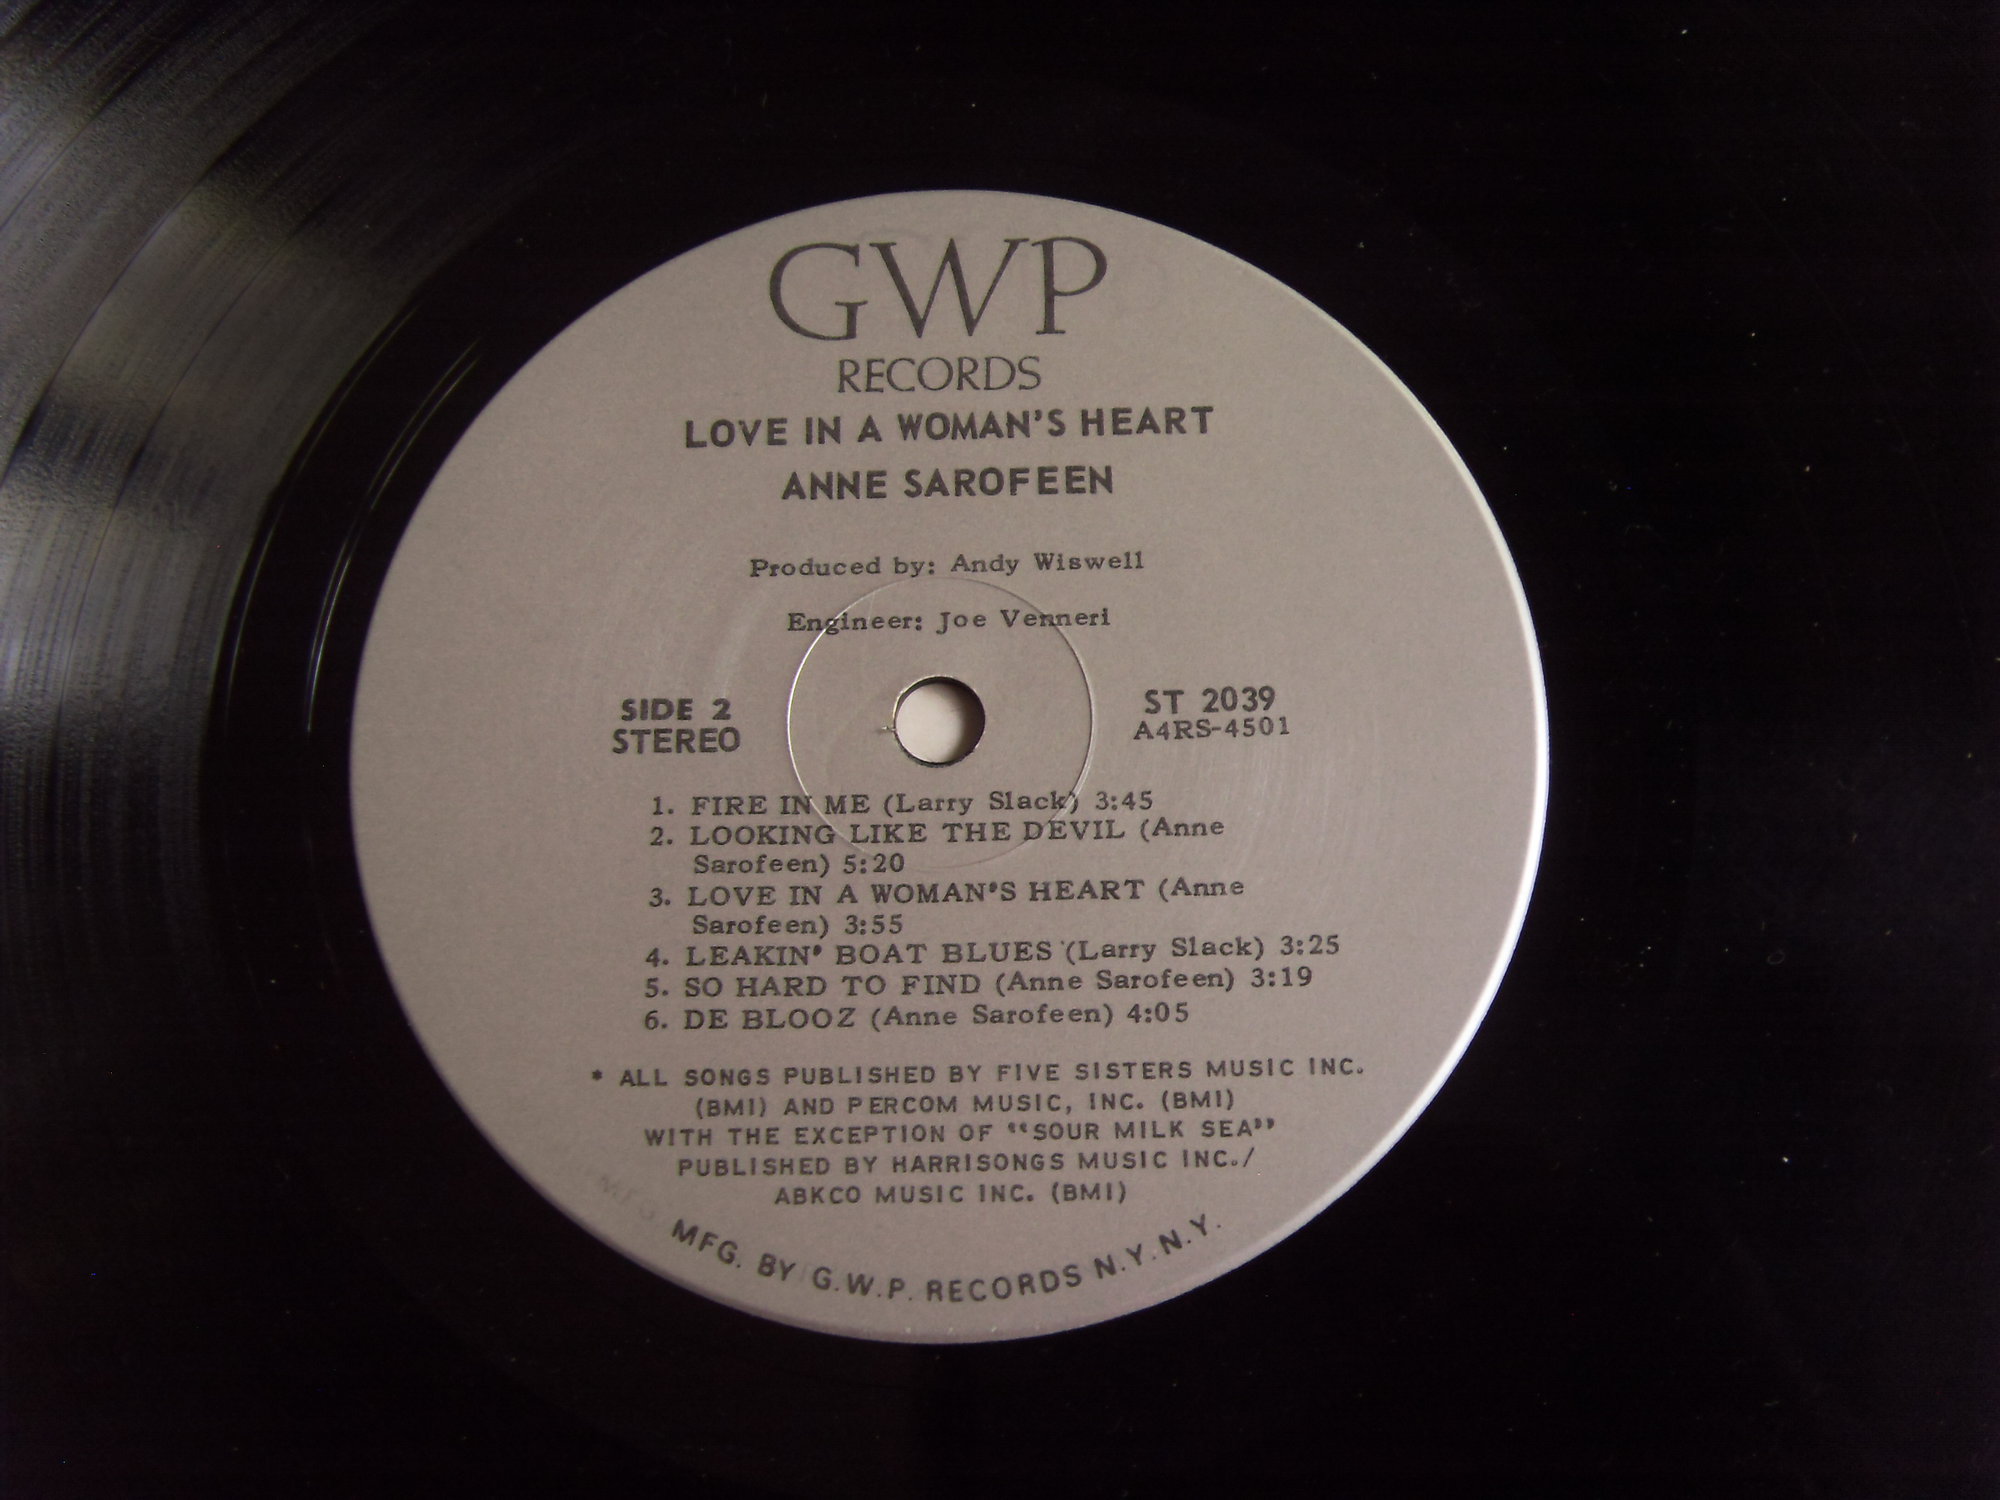 GWP
RECORDS
LOVE IN A WOMAN'S HEART
ANNE SAROFEEN
Produced by: Andy Wiswell
Engineer: Joe Venneri
SIDE 2
STEREO
ST 2039
A4RS-4501
1. FIRE IN ME (Larry Slack) 3:45
2. LOOKING LIKE THE DEVIL (Anne
Sarofeen) 5:20
3. LOVE IN A WOMAN'S HEART (Anne
Sarofeen) 3:55
4. LEAKIN' BOAT BLUES (Larry Slack) 3:25
5. SO HARD TO FIND (Anne Sarofeen) 3:19
6. DE BLOOZ (Anne Sarofeen) 4:05
* ALL SONGS PUBLISHED BY FIVE SISTERS MUSIC INC.
(BMI) AND PERCOM MUSIC, INC. (BMI)
WITH THE EXCEPTION OF "SOUR MILK SEA"
PUBLISHED BY HARRISONGS MUSIC INC./
ABKCO MUSIC INC. (BMI)
MFG. BY G.W.P. RECORDS N.Y. N.Y.